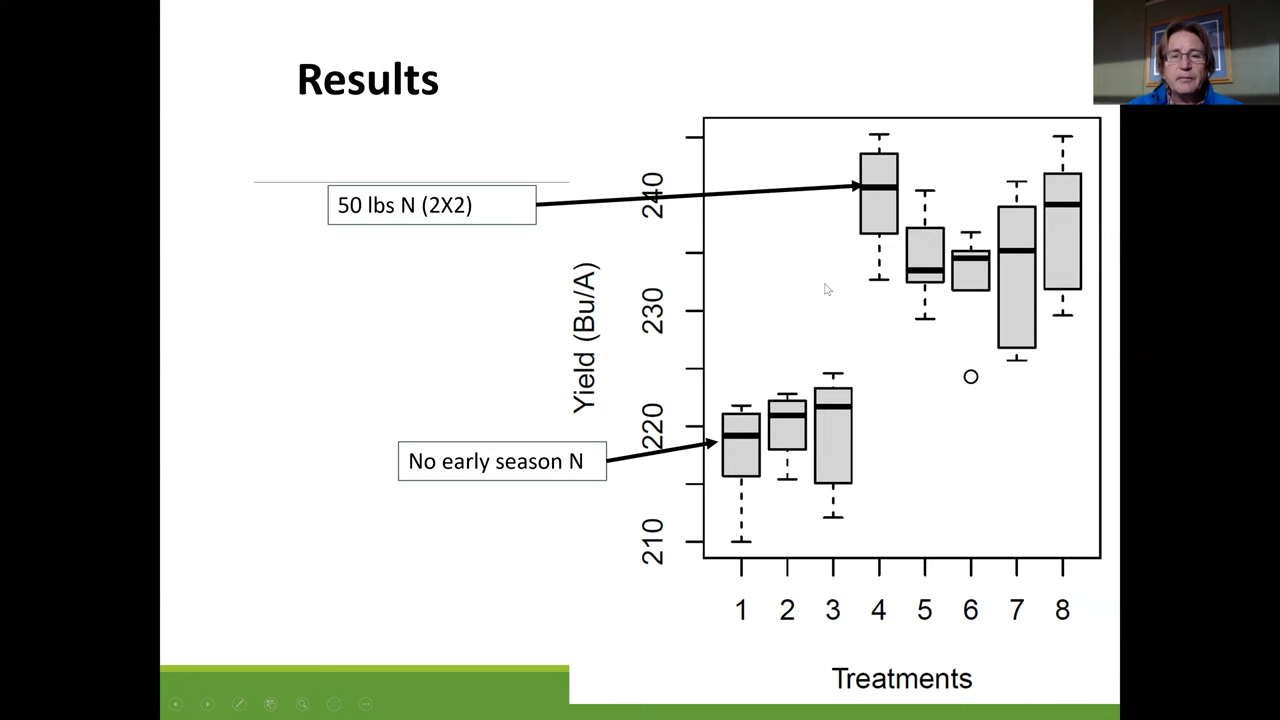 Results
50 lbs N (2X2)
No early season N
Yield (Bu/A)
240
230
220
210
1 2 3 4 5 6 7 8
Treatments